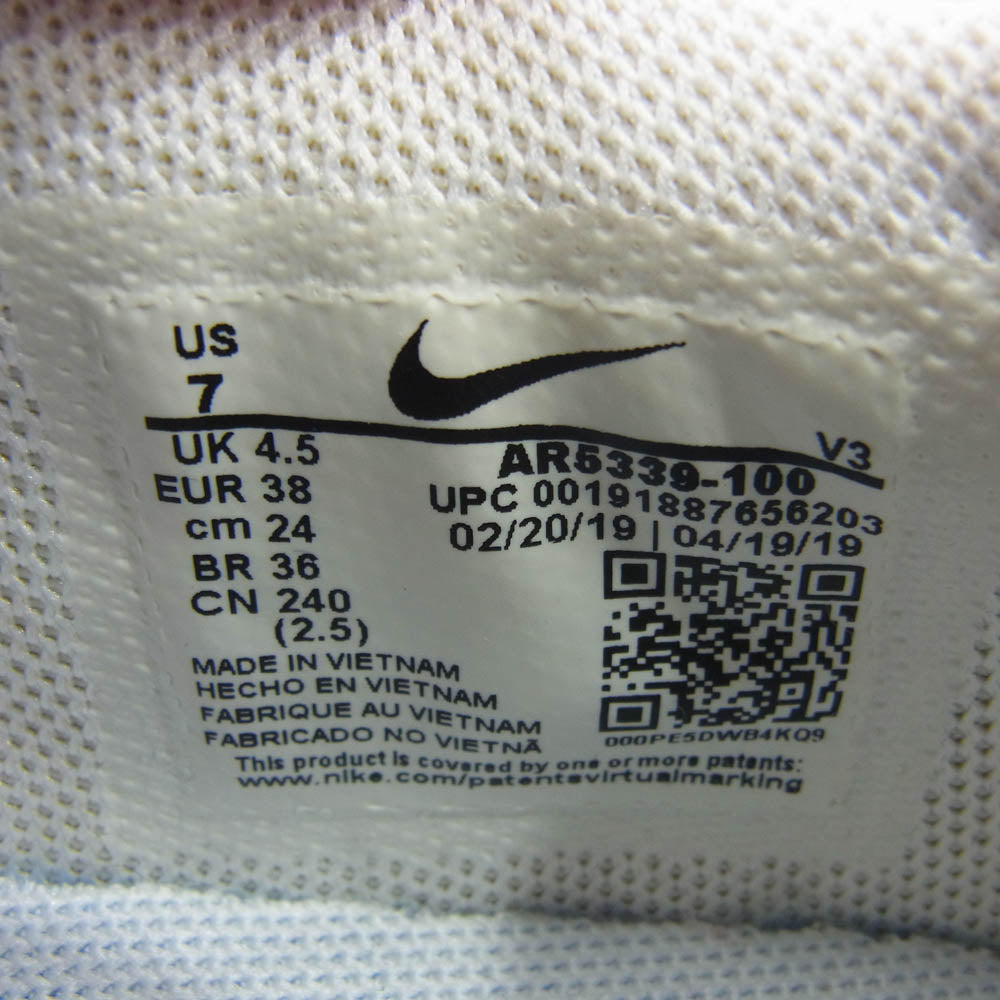 US
7
UK 4.5
EUR 38
cm 24
BR 36
CN 240
(2.5)
V3
AR5339-100
UPC 00191887656203
02/20/19 | 04/19/19
000PE5DWB4KQ9
MADE IN VIETNAM
HECHO EN VIETNAM
FABRIQUE AU VIETNAM
FABRICADO NO VIETNÃ
This product is covered by one or more patents:
www.nike.com/patentsvirtualmarking